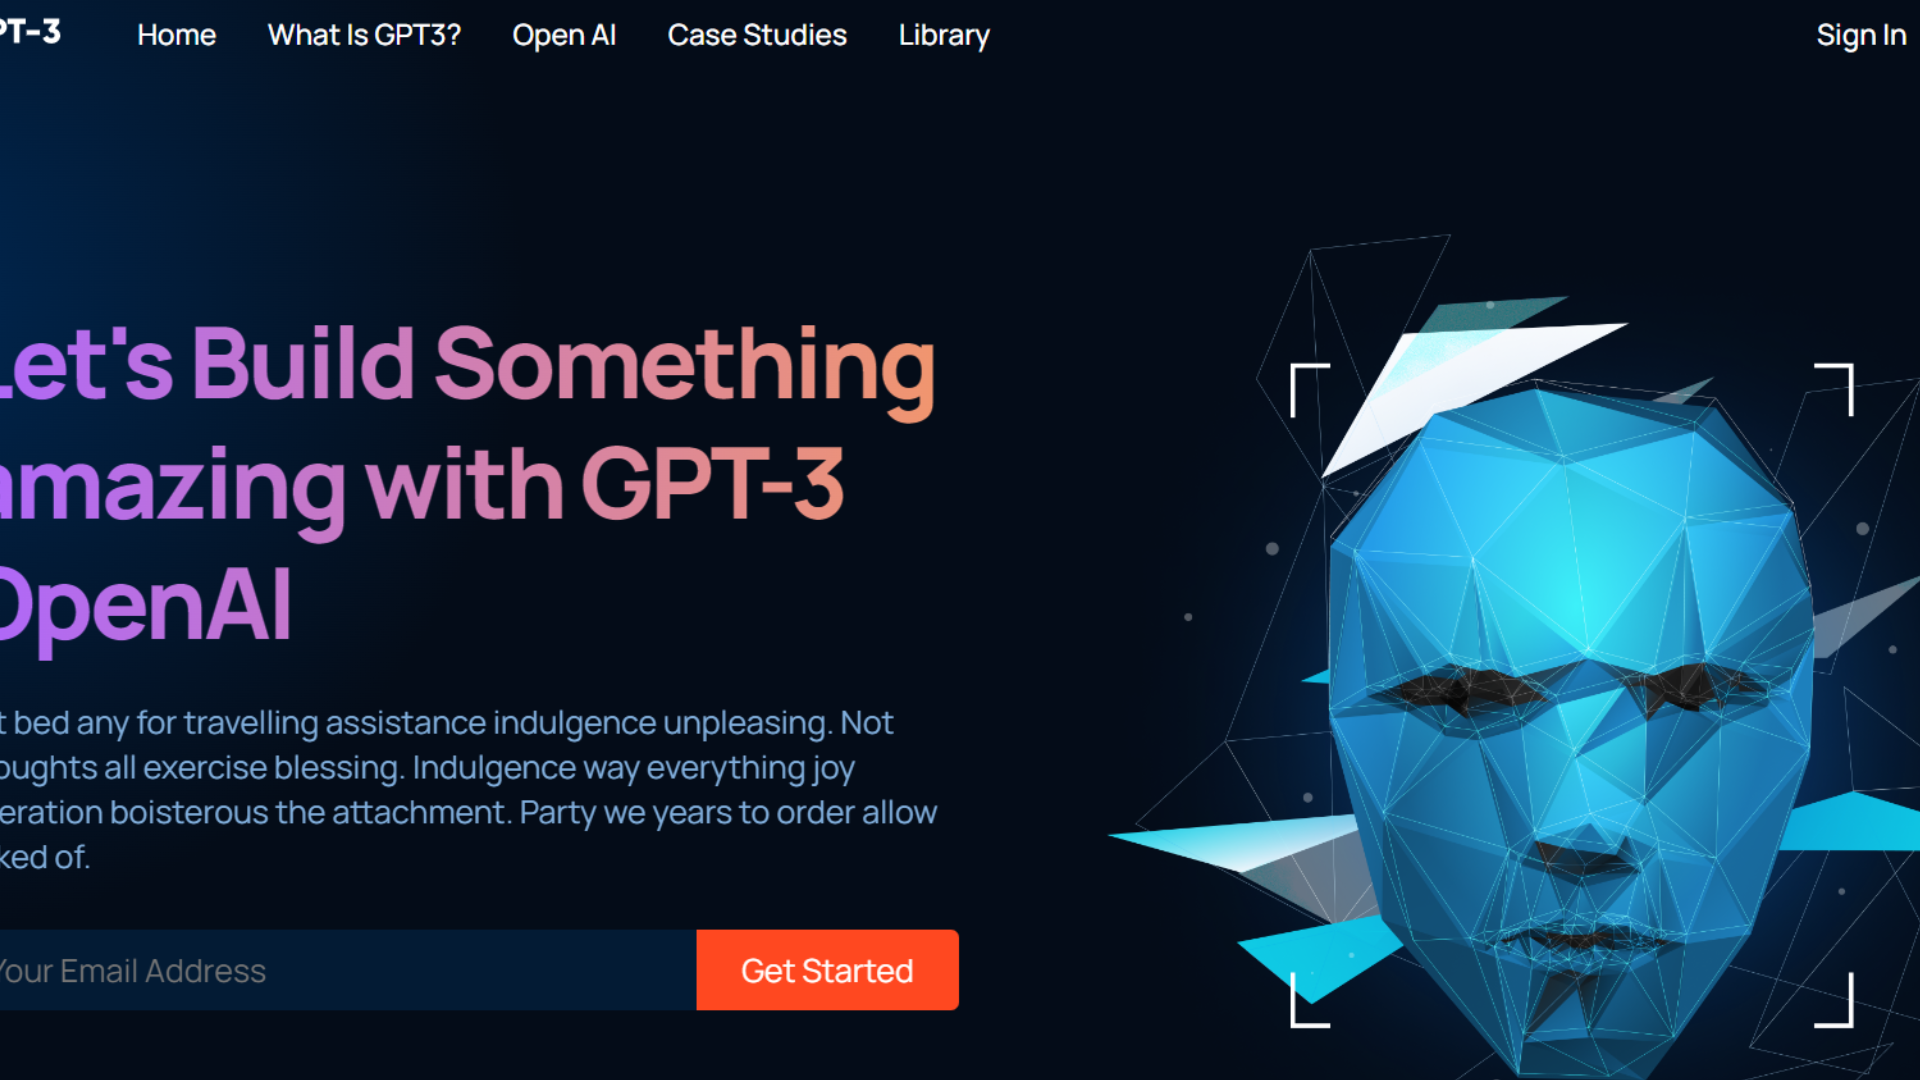 PT-3 Home What Is GPT3? Open AI Case Studies Library Sign In
Let's Build Something
amazing with GPT-3
OpenAI
t bed any for travelling assistance indulgence unpleasing. Not
oughts all exercise blessing. Indulgence way everything joy
eration boisterous the attachment. Party we years to order allow
ked of.
Your Email Address Get Started